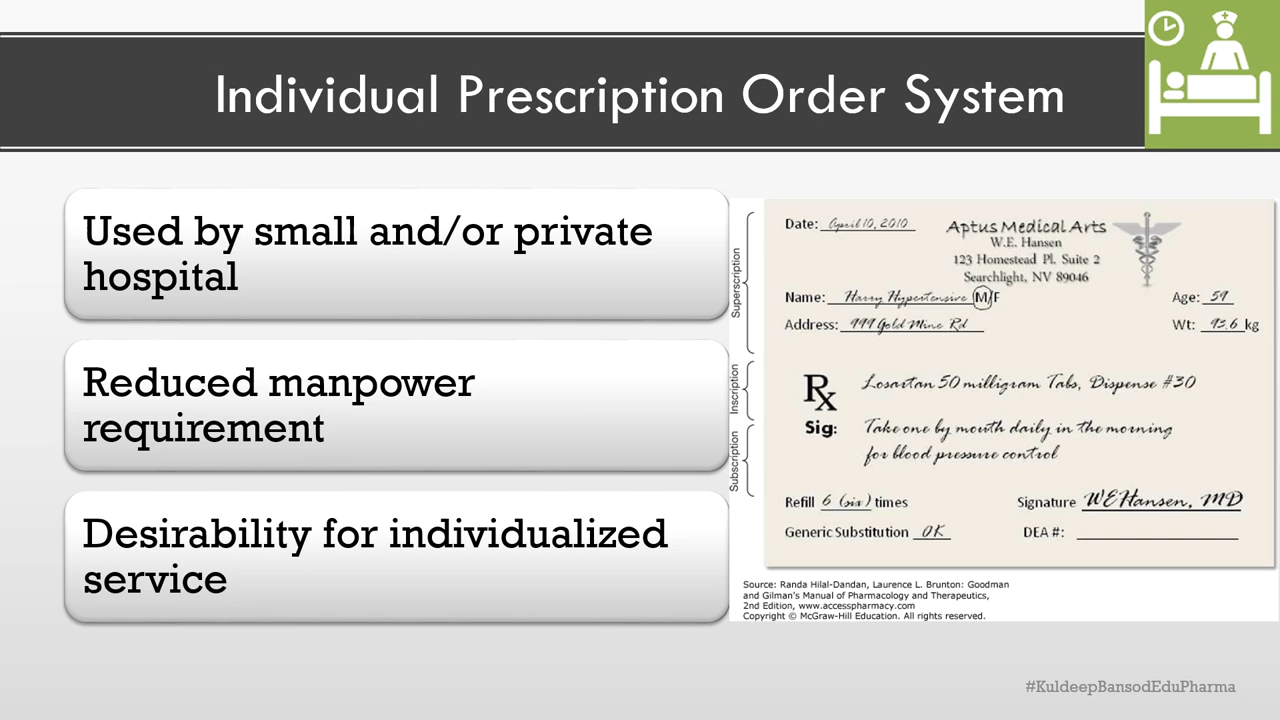 Individual Prescription Order System
Used by small and/or private
hospital
Reduced manpower
requirement
Desirability for individualized
service
Superscription
Inscription
Subscription
Date: April 10, 2010
Aptus Medical Arts
W.E. Hansen
123 Homestead Pl. Suite 2
Searchlight, NV 89046
Name: Harry Hypertensive M/F
Age: 59
Address: 999 Gold Mine Rd
Wt: 93.6 kg
Rx
Losartan 50 milligram Tabs, Dispense #30
Sig: Take one by mouth daily in the morning
for blood pressure control
Refill 6 (six) times
Signature WEHansen, MD
Generic Substitution OK
DEA #:
Source: Randa Hilal-Dandan, Laurence L. Brunton: Goodman
and Gilman's Manual of Pharmacology and Therapeutics,
2nd Edition, www.accesspharmacy.com
Copyright © McGraw-Hill Education. All rights reserved.
#KuldeepBansodEduPharma